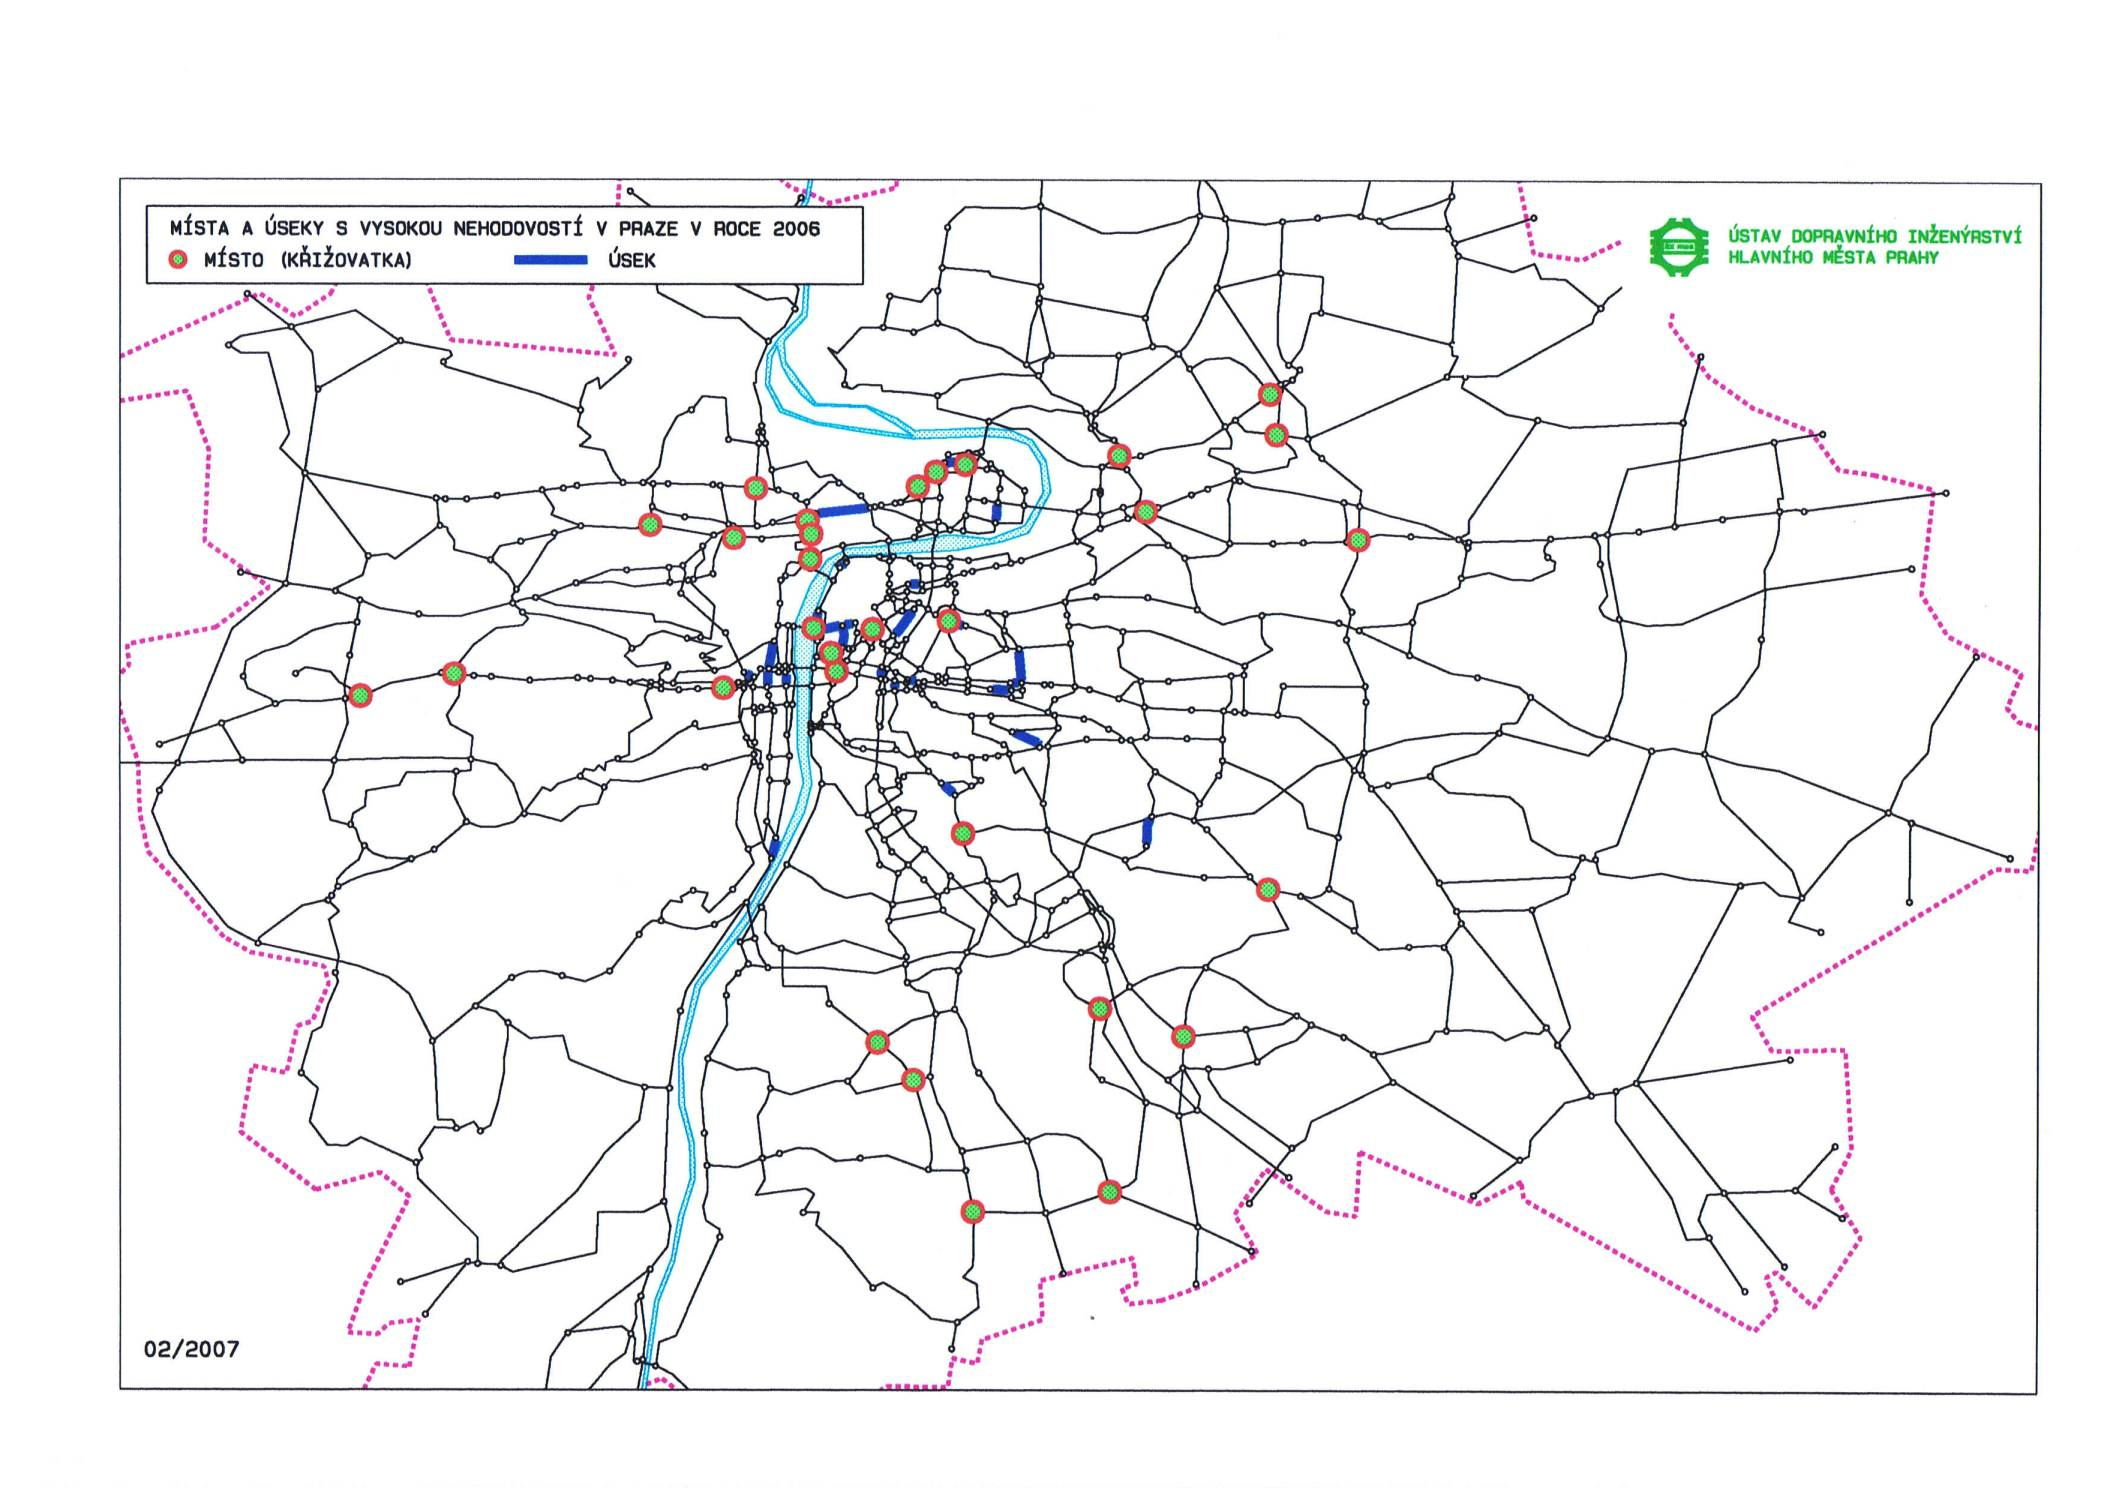 MÍSTA A ÚSEKY S VYSOKOU NEHODOVOSTÍ V PRAZE V ROCE 2006
MÍSTO (KŘIŽOVATKA)
ÚSEK
ÚSTAV DOPRAVNÍHO INŽENÝRSTVÍ
HLAVNÍHO MĚSTA PRAHY
02/2007